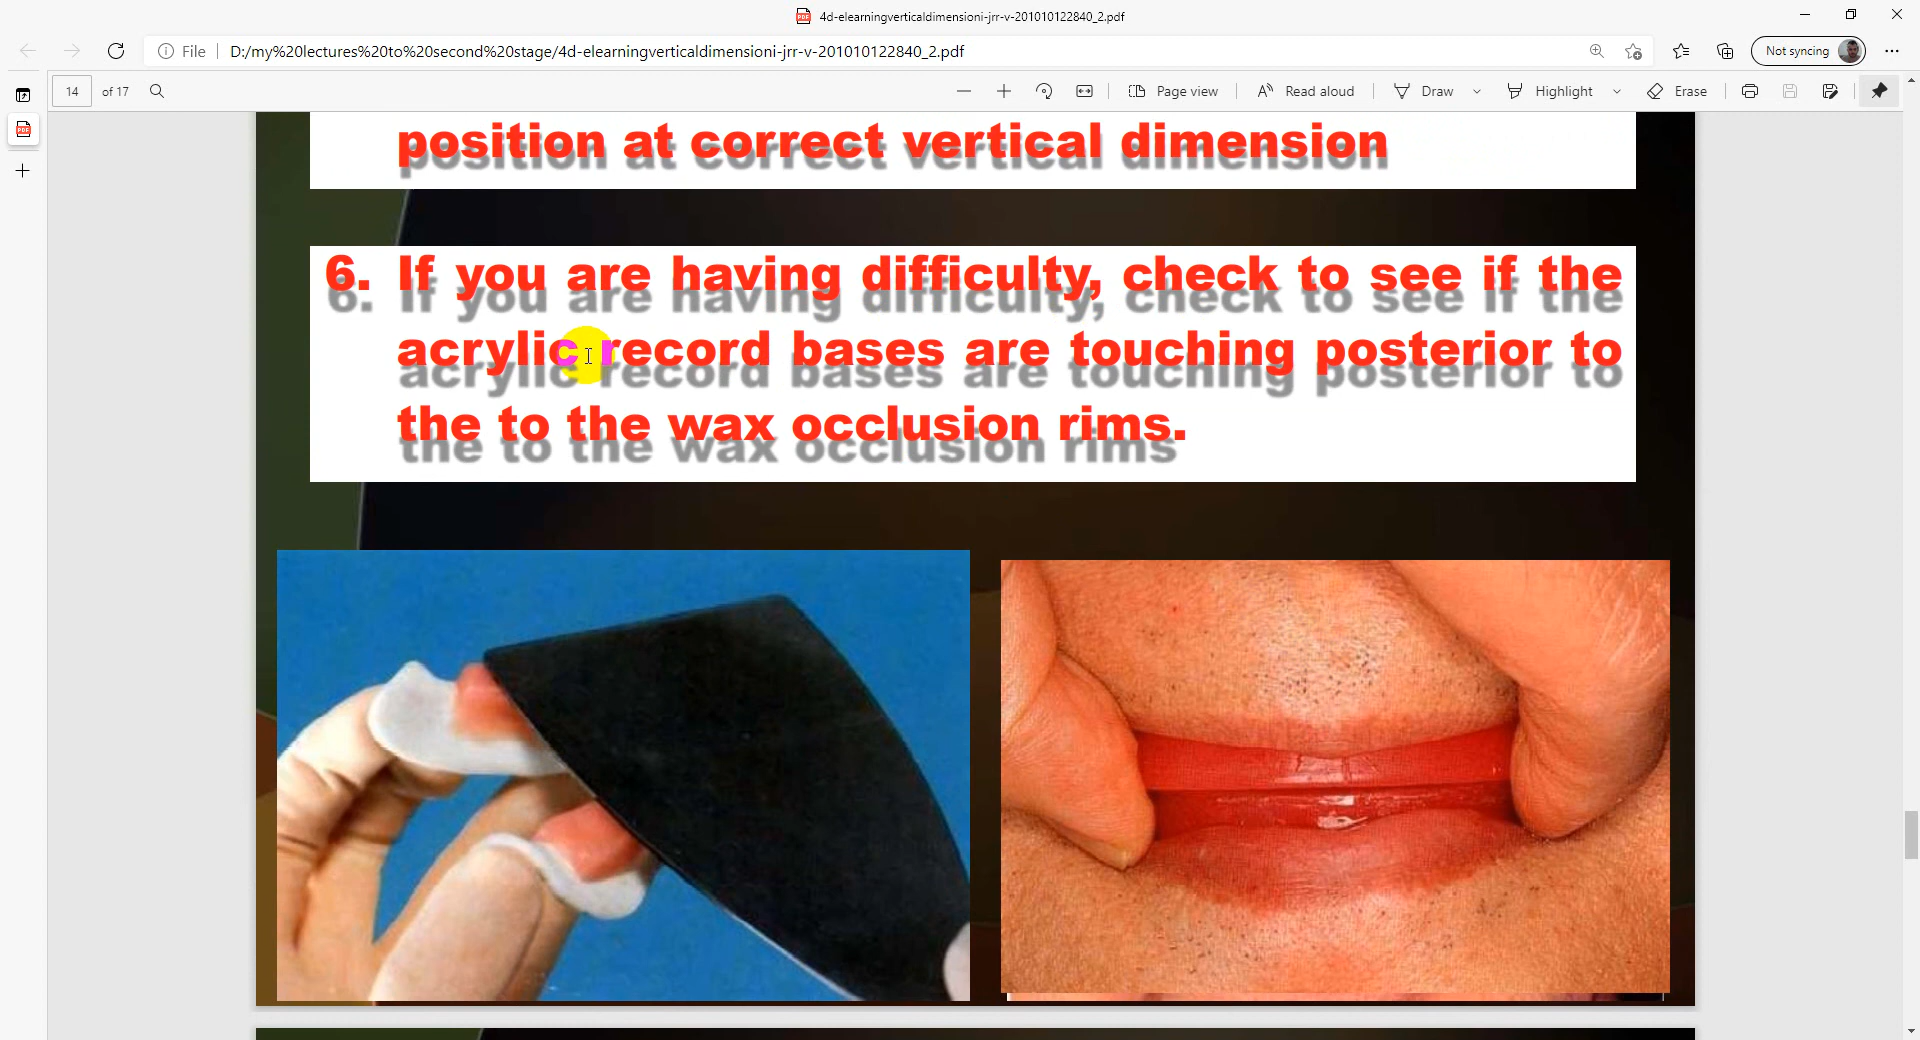 4d-elearningverticaldimensioni-jrr-v-201010122840_2.pdf
File D:/my%20lectures%20to%20second%20stage/4d-elearningverticaldimensioni-jrr-v-201010122840_2.pdf
Not syncing
14 of 17
Page view
Read aloud
Draw
Highlight
Erase
position at correct vertical dimension
6. If you are having difficulty, check to see if the
acrylic record bases are touching posterior to
the to the wax occlusion rims.